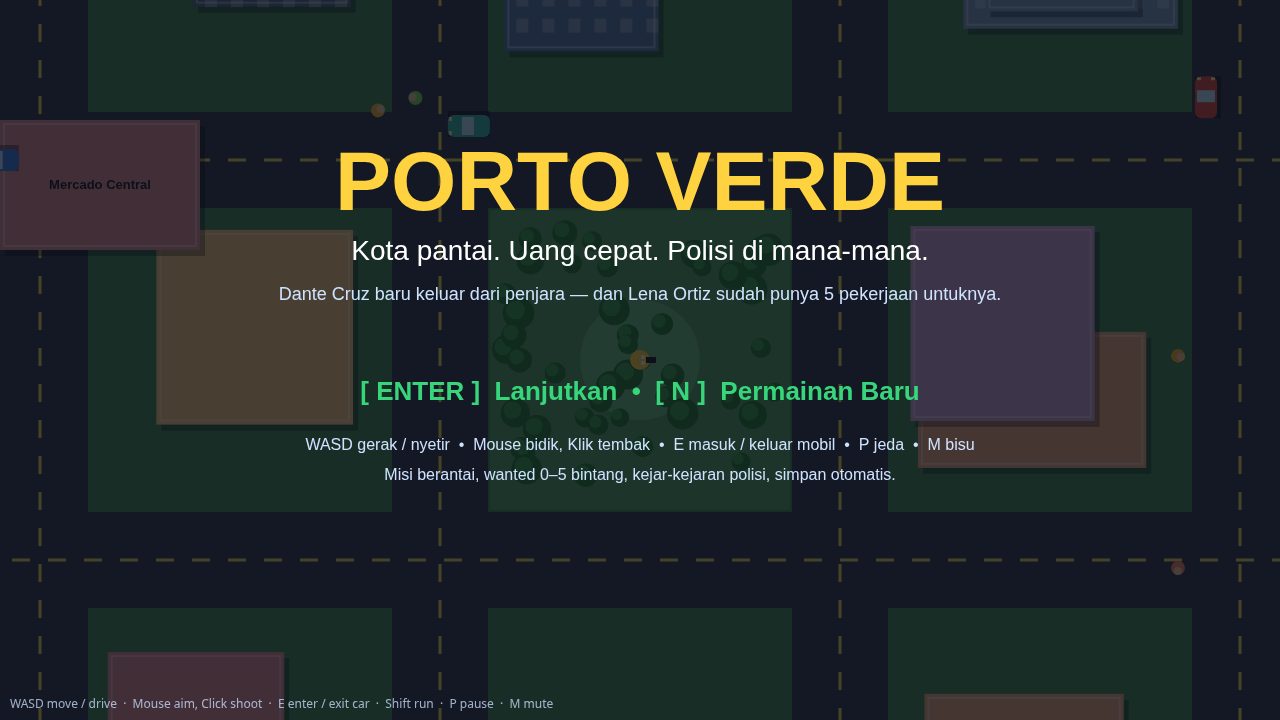 PORTO VERDE
Mercado Central
Kota pantai. Uang cepat. Polisi di mana-mana.
Dante Cruz baru keluar dari penjara — dan Lena Ortiz sudah punya 5 pekerjaan untuknya.
[ ENTER ] Lanjutkan • [ N ] Permainan Baru
WASD gerak / nyetir • Mouse bidik, Klik tembak • E masuk / keluar mobil • P jeda • M bisu
Misi berantai, wanted 0–5 bintang, kejar-kejaran polisi, simpan otomatis.
WASD move / drive · Mouse aim, Click shoot · E enter / exit car · Shift run · P pause · M mute